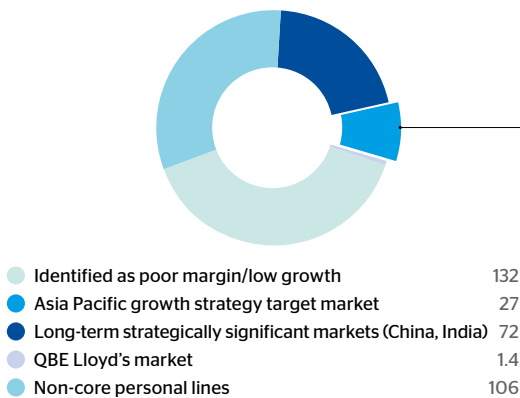 Identified as poor margin/low growth 132
Asia Pacific growth strategy target market 27
Long-term strategically significant markets (China, India) 72
QBE Lloyd's market 1.4
Non-core personal lines 106